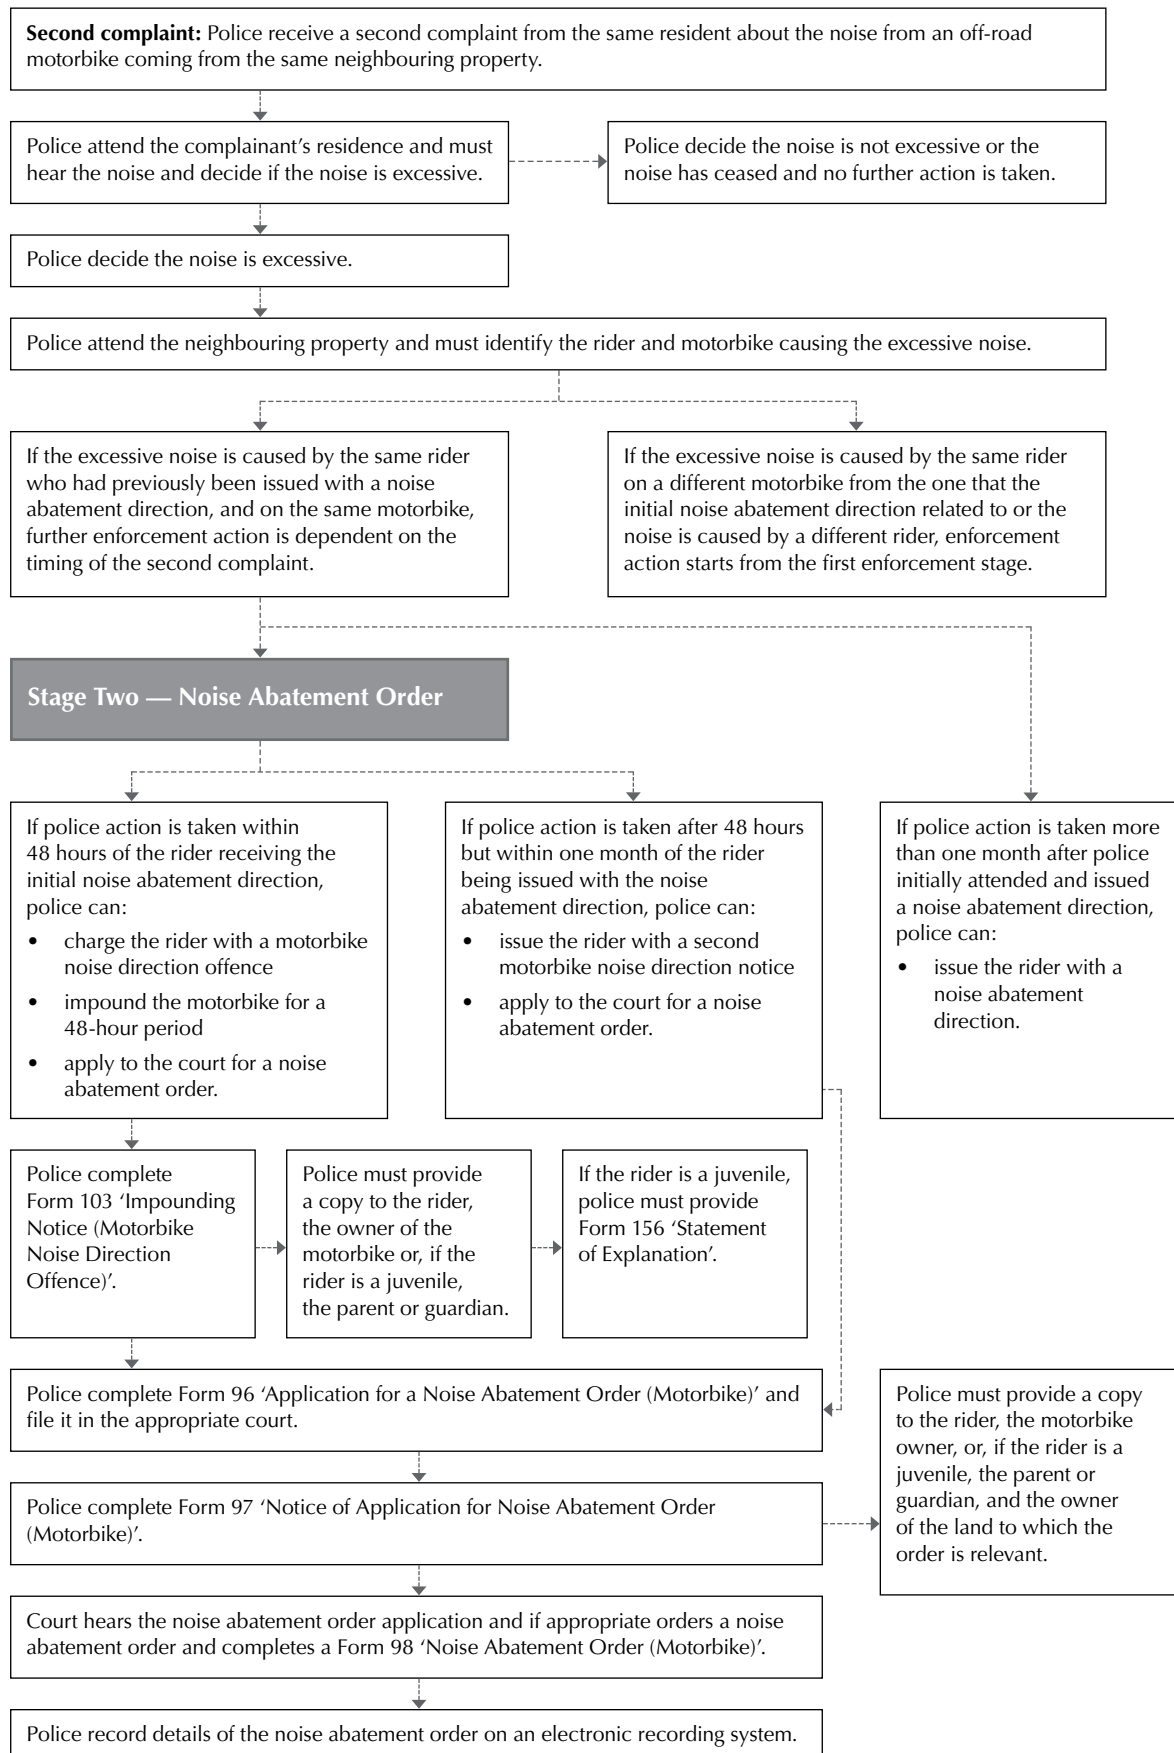 Second complaint: Police receive a second complaint from the same resident about the noise from an off-road
motorbike coming from the same neighbouring property.
Police attend the complainant’s residence and must
hear the noise and decide if the noise is excessive.
Police decide the noise is not excessive or the
noise has ceased and no further action is taken.
Police decide the noise is excessive.
Police attend the neighbouring property and must identify the rider and motorbike causing the excessive noise.
If the excessive noise is caused by the same rider
who had previously been issued with a noise
abatement direction, and on the same motorbike,
further enforcement action is dependent on the
timing of the second complaint.
If the excessive noise is caused by the same rider
on a different motorbike from the one that the
initial noise abatement direction related to or the
noise is caused by a different rider, enforcement
action starts from the first enforcement stage.
Stage Two — Noise Abatement Order
If police action is taken within
48 hours of the rider receiving the
initial noise abatement direction,
police can:
• charge the rider with a motorbike
noise direction offence
• impound the motorbike for a
48-hour period
• apply to the court for a noise
abatement order.
If police action is taken after 48 hours
but within one month of the rider
being issued with the noise
abatement direction, police can:
• issue the rider with a second
motorbike noise direction notice
• apply to the court for a noise
abatement order.
If police action is taken more
than one month after police
initially attended and issued
a noise abatement direction,
police can:
• issue the rider with a
noise abatement
direction.
Police complete
Form 103 ‘Impounding
Notice (Motorbike
Noise Direction
Offence)’.
Police must provide
a copy to the rider,
the owner of the
motorbike or, if the
rider is a juvenile,
the parent or guardian.
If the rider is a juvenile,
police must provide
Form 156 ‘Statement
of Explanation’.
Police complete Form 96 ‘Application for a Noise Abatement Order (Motorbike)’ and
file it in the appropriate court.
Police complete Form 97 ‘Notice of Application for Noise Abatement Order
(Motorbike)’.
Police must provide a copy
to the rider, the motorbike
owner, or, if the rider is a
juvenile, the parent or
guardian, and the owner
of the land to which the
order is relevant.
Court hears the noise abatement order application and if appropriate orders a noise
abatement order and completes a Form 98 ‘Noise Abatement Order (Motorbike)’.
Police record details of the noise abatement order on an electronic recording system.